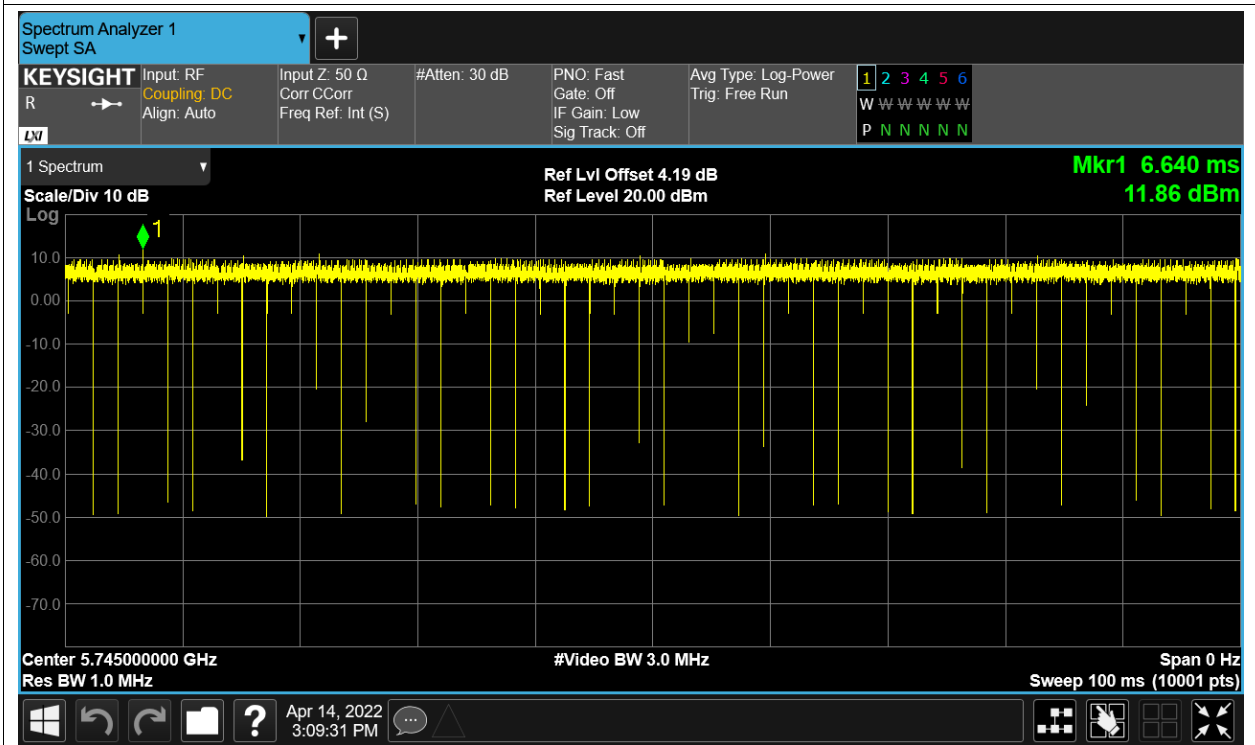 Spectrum Analyzer 1
Swept SA
+
KEYSIGHT
R
LXI
Input: RF
Coupling: DC
Align: Auto
Input Z: 50 Ω
Corr CCorr
Freq Ref: Int (S)
#Atten: 30 dB
PNO: Fast
Gate: Off
IF Gain: Low
Sig Track: Off
Avg Type: Log-Power
Trig: Free Run
1 2 3 4 5 6
W W W W W W
P N N N N N
1 Spectrum
Scale/Div 10 dB
Ref Lvl Offset 4.19 dB
Ref Level 20.00 dBm
Mkr1 6.640 ms
11.86 dBm
Log
1
10.0
0.00
-10.0
-20.0
-30.0
-40.0
-50.0
-60.0
-70.0
Center 5.745000000 GHz
Res BW 1.0 MHz
#Video BW 3.0 MHz
Span 0 Hz
Sweep 100 ms (10001 pts)
?
Apr 14, 2022
3:09:31 PM